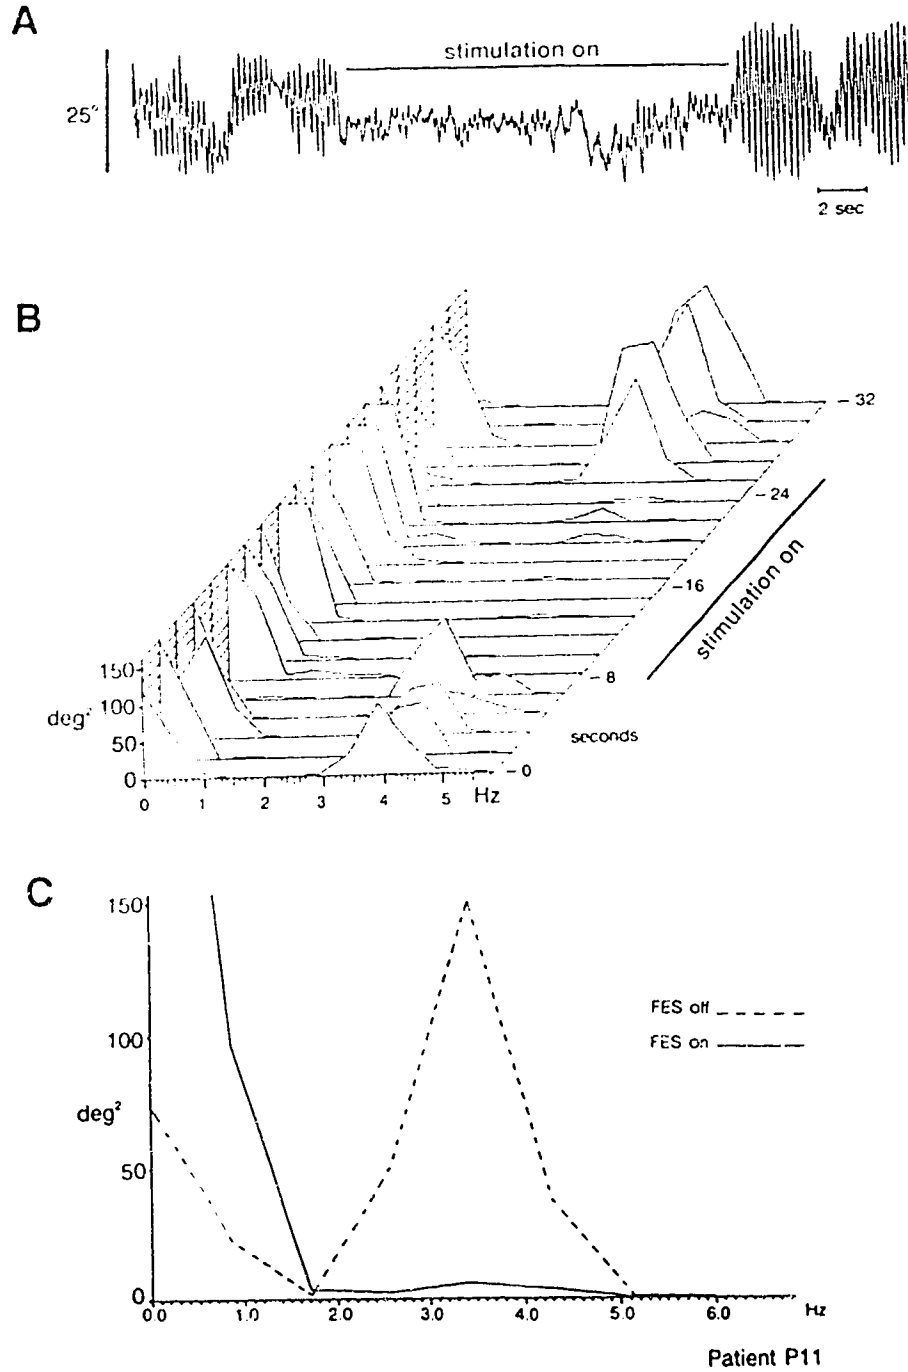 A
stimulation on
25°
2 sec
B
32
24
16
8
0
stimulation on
seconds
150
100
50
0
deg²
0 1 2 3 4 5 Hz
C
150
100
50
0
deg²
FES off
FES on
0.0 1.0 2.0 3.0 4.0 5.0 6.0 Hz
Patient P11